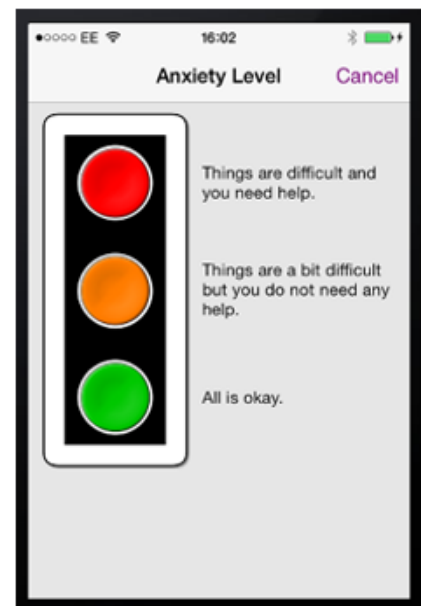 EE 16:02
Anxiety Level Cancel
Things are difficult and
you need help.
Things are a bit difficult
but you do not need any
help.
All is okay.